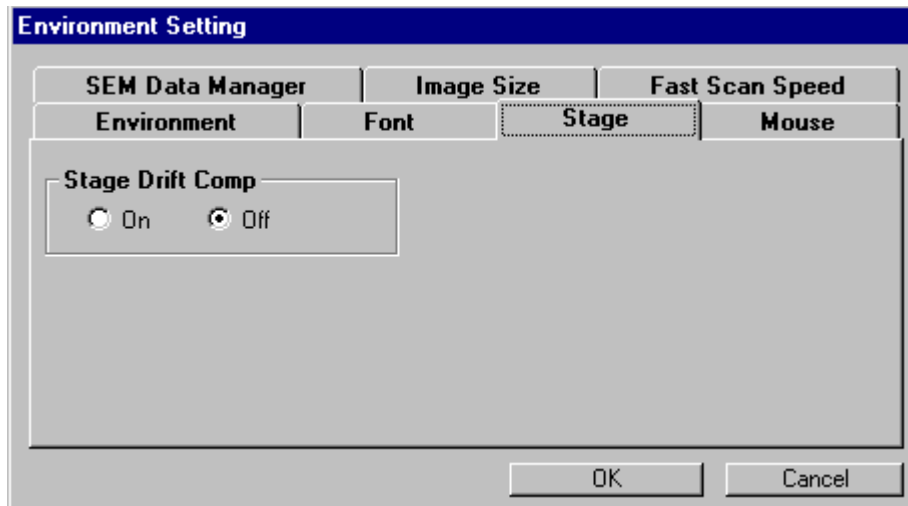 Environment Setting
SEM Data Manager Image Size Fast Scan Speed
Environment Font Stage Mouse
Stage Drift Comp
On Off
OK Cancel